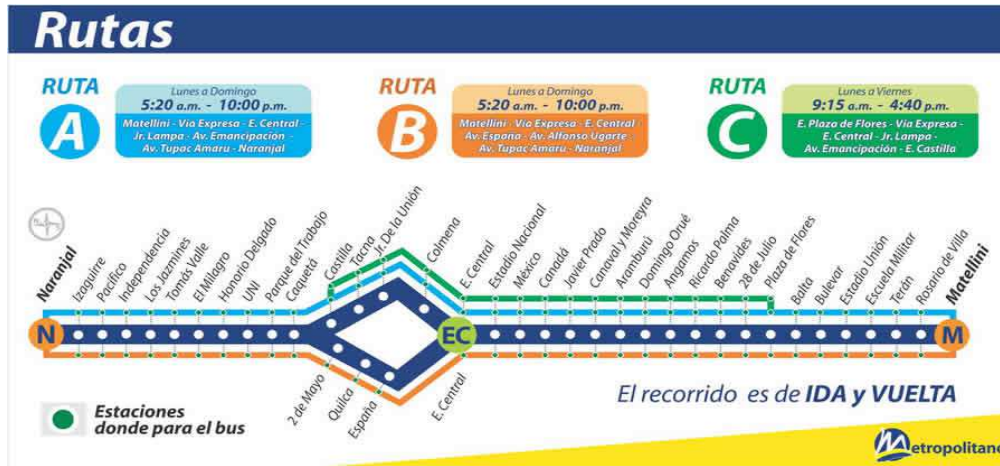 Rutas
RUTA
A
Lunes a Domingo
5:20 a.m. - 10:00 p.m.
Matellini - Via Expresa - E. Central -
Jr. Lampa - Av. Emancipación -
Av. Tupac Amaru - Naranjal
RUTA
B
Lunes a Domingo
5:20 a.m. - 10:00 p.m.
Matellini - Via Expresa - E. Central -
Av. España - Av. Alfonso Ugarte -
Av. Tupac Amaru - Naranjal
RUTA
C
Lunes a Viernes
9:15 a.m. - 4:40 p.m.
E. Plaza de Flores - Via Expresa -
E. Central - Jr. Lampa -
Av. Emancipación - E. Castilla
Naranjal
Izaguirre
Pacífico
Independencia
Los Jazmines
Tomás Valle
El Milagro
Honorio Delgado
UNI
Parque del Trabajo
Caquetá
Castilla
Tacna
Jr. De la Unión
Colmena
E. Central
Estadio Nacional
México
Canadá
Javier Prado
Canaval y Moreyra
Aramburú
Domingo Orué
Angamos
Ricardo Palma
Benavides
28 de Julio
Plaza de Flores
Balta
Bulevar
Estadio Unión
Escuela Militar
Terán
Rosario de Villa
Matellini
N
EC
M
2 de Mayo
Quilca
España
E. Central
El recorrido es de IDA y VUELTA
Estaciones
donde para el bus
Metropolitano